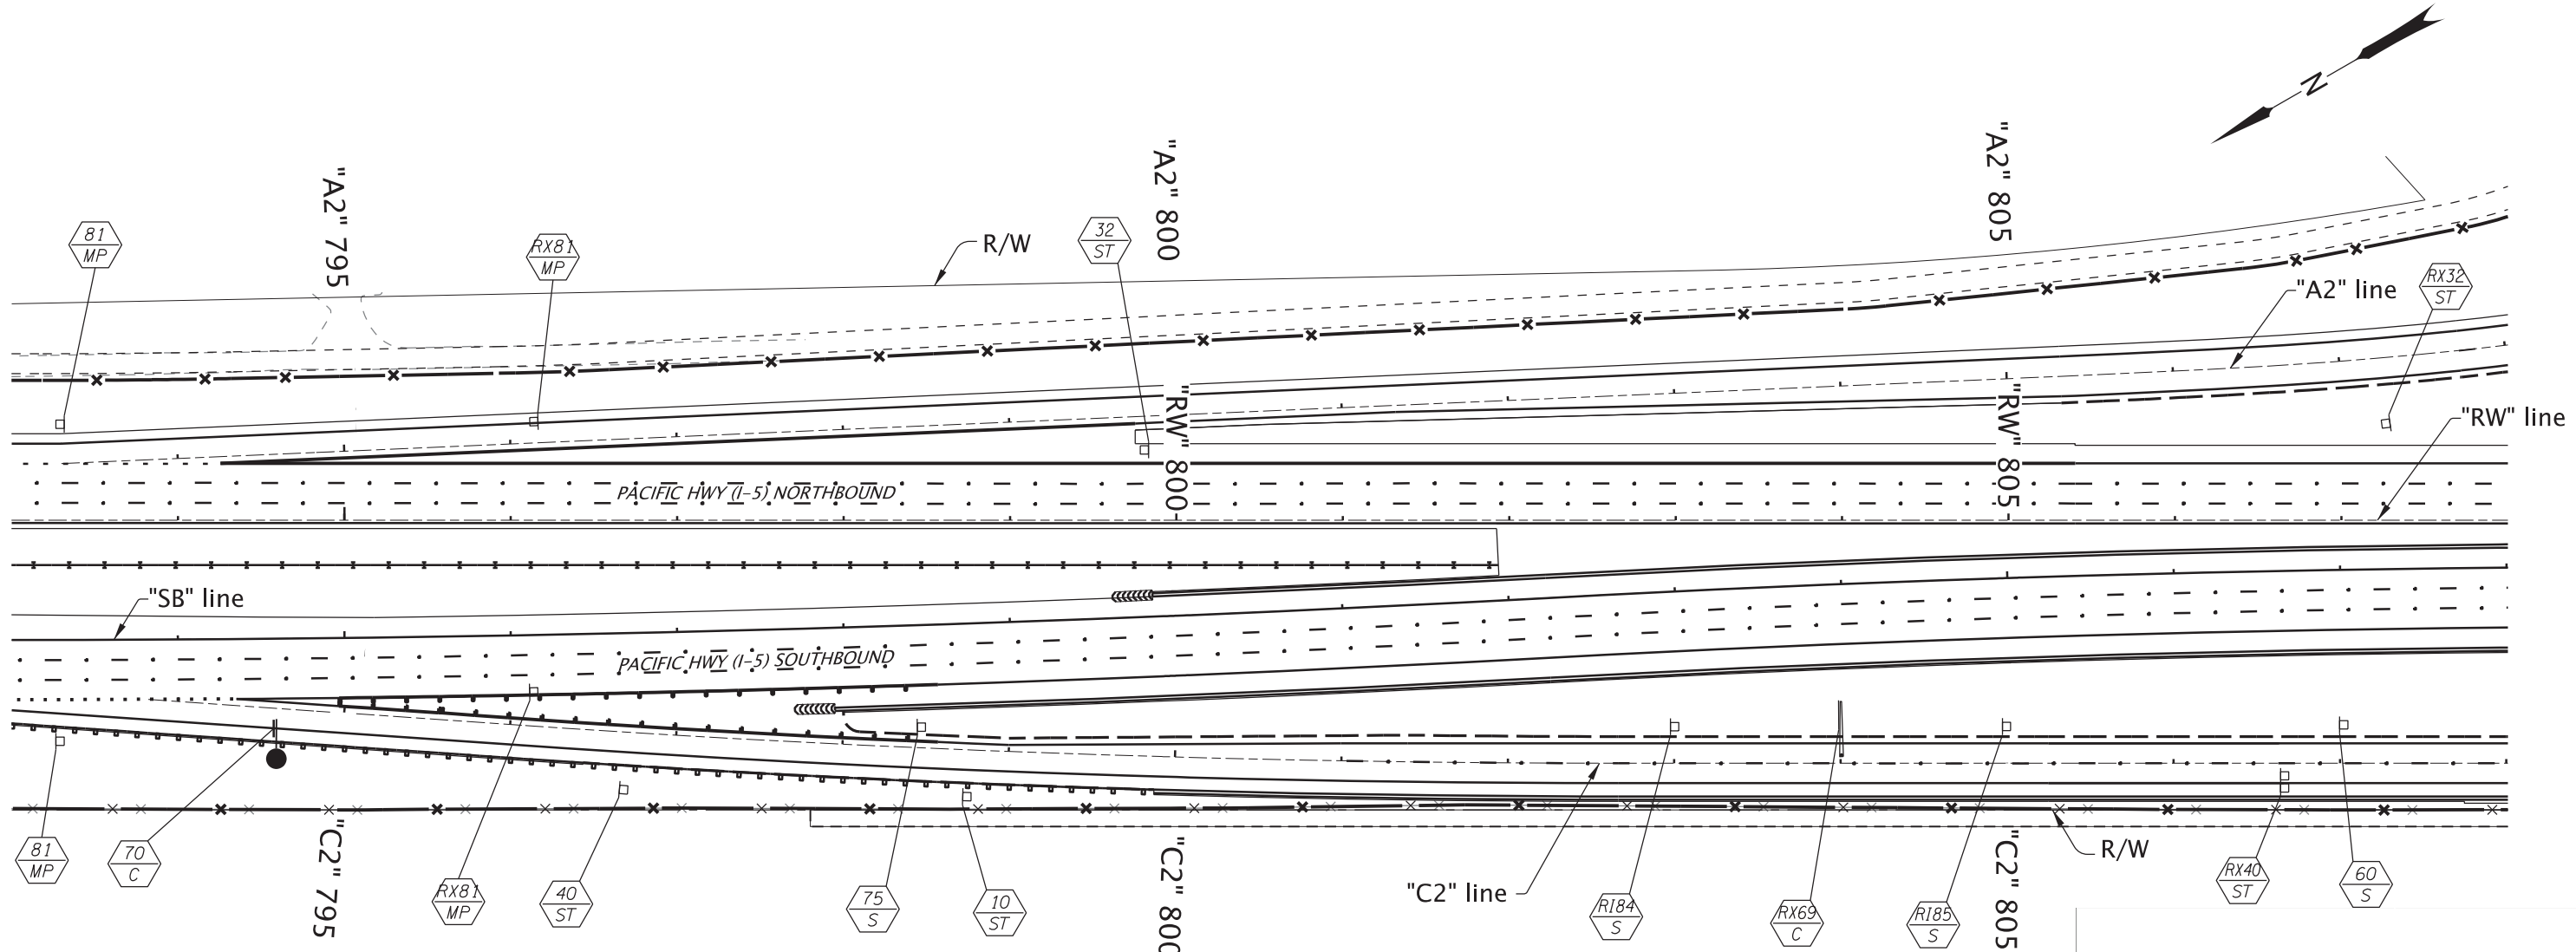 N
"A2" 795
"A2" 800
"A2" 805
81
MP
RX81
MP
R/W
32
ST
"A2" line
RX32
ST
"RW" line
"RW" 800
"RW" 805
PACIFIC HWY (I-5) NORTHBOUND
"SB" line
PACIFIC HWY (I-5) SOUTHBOUND
81
MP
70
C
"C2" 795
RX81
MP
40
ST
75
S
10
ST
"C2" 800
"C2" line
RI84
S
RX69
C
RI85
S
"C2" 805
R/W
RX40
ST
60
S